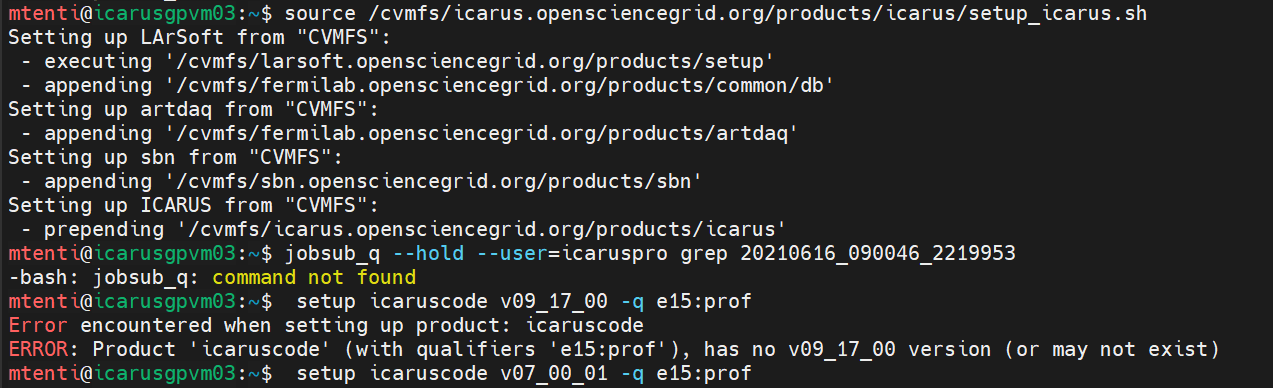 mtenti@icarusgpvm03:~$ source /cvmfs/icarus.opensciencegrid.org/products/icarus/setup_icarus.sh
Setting up LArSoft from "CVMFS":
 - executing '/cvmfs/larsoft.opensciencegrid.org/products/setup'
 - appending '/cvmfs/fermilab.opensciencegrid.org/products/common/db'
Setting up artdaq from "CVMFS":
 - appending '/cvmfs/fermilab.opensciencegrid.org/products/artdaq'
Setting up sbn from "CVMFS":
 - appending '/cvmfs/sbn.opensciencegrid.org/products/sbn'
Setting up ICARUS from "CVMFS":
 - prepending '/cvmfs/icarus.opensciencegrid.org/products/icarus'
mtenti@icarusgpvm03:~$ jobsub_q --hold --user=icaruspro grep 20210616_090046_2219953
-bash: jobsub_q: command not found
mtenti@icarusgpvm03:~$  setup icaruscode v09_17_00 -q e15:prof
Error encountered when setting up product: icaruscode
ERROR: Product 'icaruscode' (with qualifiers 'e15:prof'), has no v09_17_00 version (or may not exist)
mtenti@icarusgpvm03:~$  setup icaruscode v07_00_01 -q e15:prof